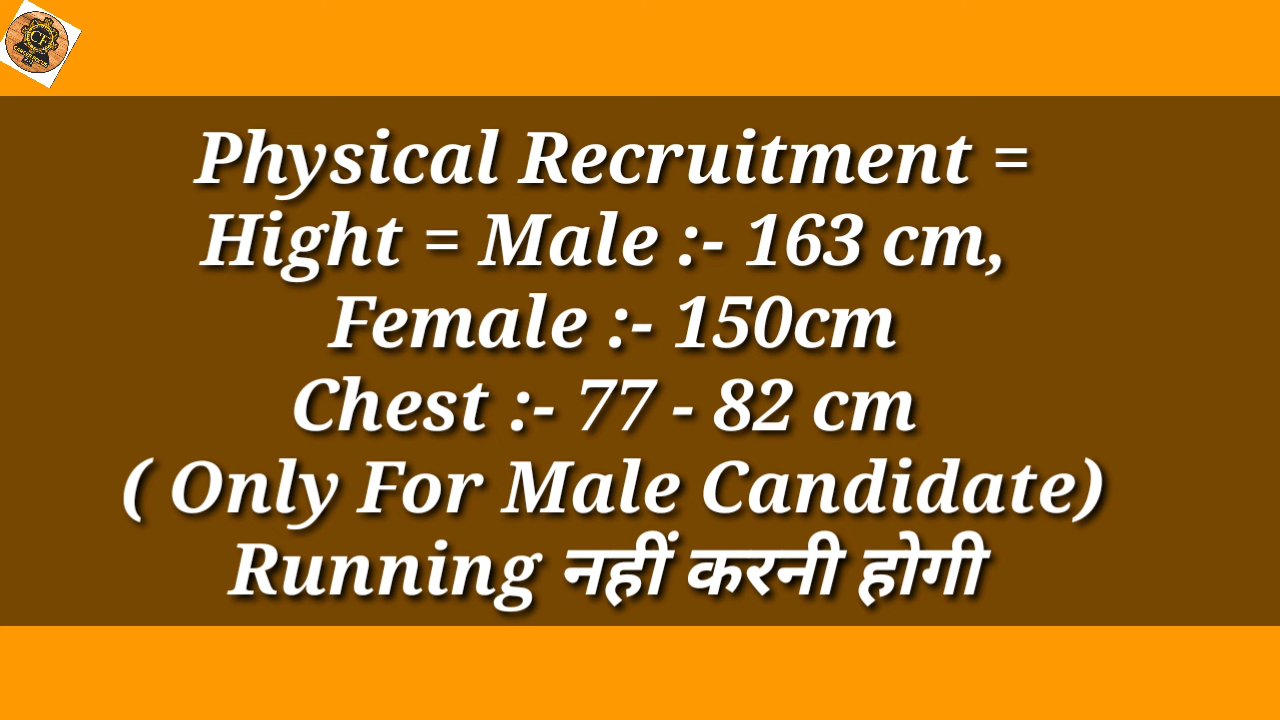 CF
Physical Recruitment =
Hight = Male :- 163 cm,
Female :- 150cm
Chest :- 77 - 82 cm
( Only For Male Candidate)
Running नहीं करनी होगी